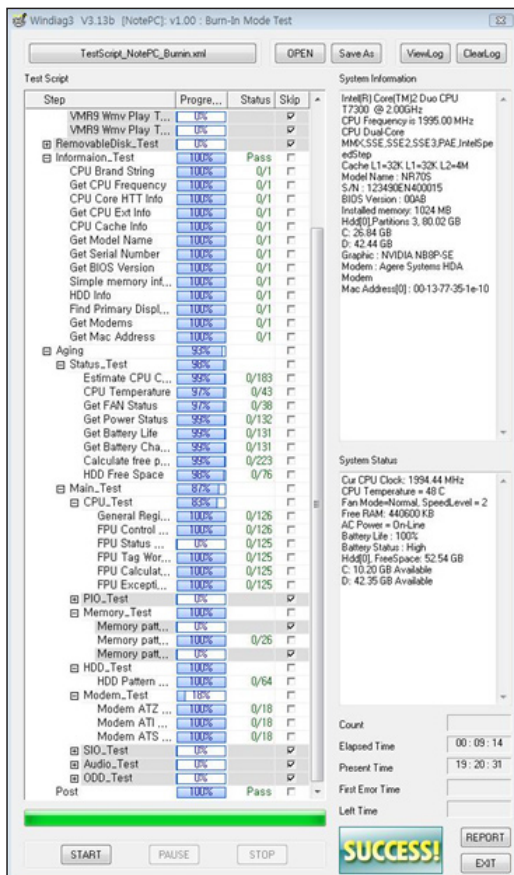 Windiag3 V3.13b [NotePC]: v1.00 : Burn-In Mode Test
TestScript_NotePC_Burnin.xml OPEN Save As ViewLog ClearLog
Test Script
Step Progre... Status Skip
VMR9 Wmv Play T... 0%
VMR9 Wmv Play T... 0%
RemovableDisk_Test 0%
Informaion_Test 100% Pass
CPU Brand String 100% 0/1
Get CPU Frequency 100% 0/1
CPU Core HTT Info 100% 0/1
Get CPU Ext Info 100% 0/1
CPU Cache Info 100% 0/1
Get Model Name 100% 0/1
Get Serial Number 100% 0/1
Get BIOS Version 100% 0/1
Simple memory inf... 100% 0/1
HDD Info 100% 0/1
Find Primary Displ... 100% 0/1
Get Modems 100% 0/1
Get Mac Address 100% 0/1
Aging 93%
Status_Test 98%
Estimate CPU C... 99% 0/183
CPU Temperature 97% 0/43
Get FAN Status 97% 0/38
Get Power Status 99% 0/132
Get Battery Life 99% 0/131
Get Battery Cha... 99% 0/131
Calculate free p... 99% 0/223
HDD Free Space 98% 0/76
Main_Test 87%
CPU_Test 83%
General Regi... 100% 0/126
FPU Control ... 100% 0/126
FPU Status ... 0% 0/125
FPU Tag Wor... 100% 0/125
FPU Calculat... 100% 0/125
FPU Excepti... 100% 0/125
PIO_Test 0%
Memory_Test 100%
Memory patt... 0%
Memory patt... 100% 0/26
Memory patt... 0%
HDD_Test 100%
HDD Pattern ... 100% 0/64
Modem_Test 18%
Modem ATZ ... 100% 0/18
Modem ATI ... 100% 0/18
Modem ATS ... 100% 0/18
SIO_Test 0%
Audio_Test 0%
ODD_Test 0%
Post 100% Pass
START PAUSE STOP
System Information
Intel(R) Core(TM)2 Duo CPU
T7300 @ 2.00GHz
CPU Frequency is 1995.00 MHz
CPU Dual-Core
MMX,SSE,SSE2,SSE3,PAE,IntelSpe
edStep
Cache L1=32K L1=32K L2=4M
Model Name : NR70S
S/N : 123490EN400015
BIOS Version : 00AB
Installed memory: 1024 MB
Hdd[0],Partitions 3, 80.02 GB
C: 26.84 GB
D: 42.44 GB
Graphic : NVIDIA NB8P-SE
Modem : Agere Systems HDA
Modem
Mac Address[0] : 00-13-77-35-1e-10
System Status
Cur CPU Clock: 1994.44 MHz
CPU Temperature = 48 C
Fan Mode=Normal, SpeedLevel = 2
Free RAM: 440600 KB
AC Power = On-Line
Battery Life : 100%
Battery Status : High
Hdd[0], FreeSpace: 52.54 GB
C: 10.20 GB Available
D: 42.35 GB Available
Count
Elapsed Time 00 : 09 : 14
Present Time 19 : 20 : 31
First Error Time
Left Time
SUCCESS!
REPORT
EXIT